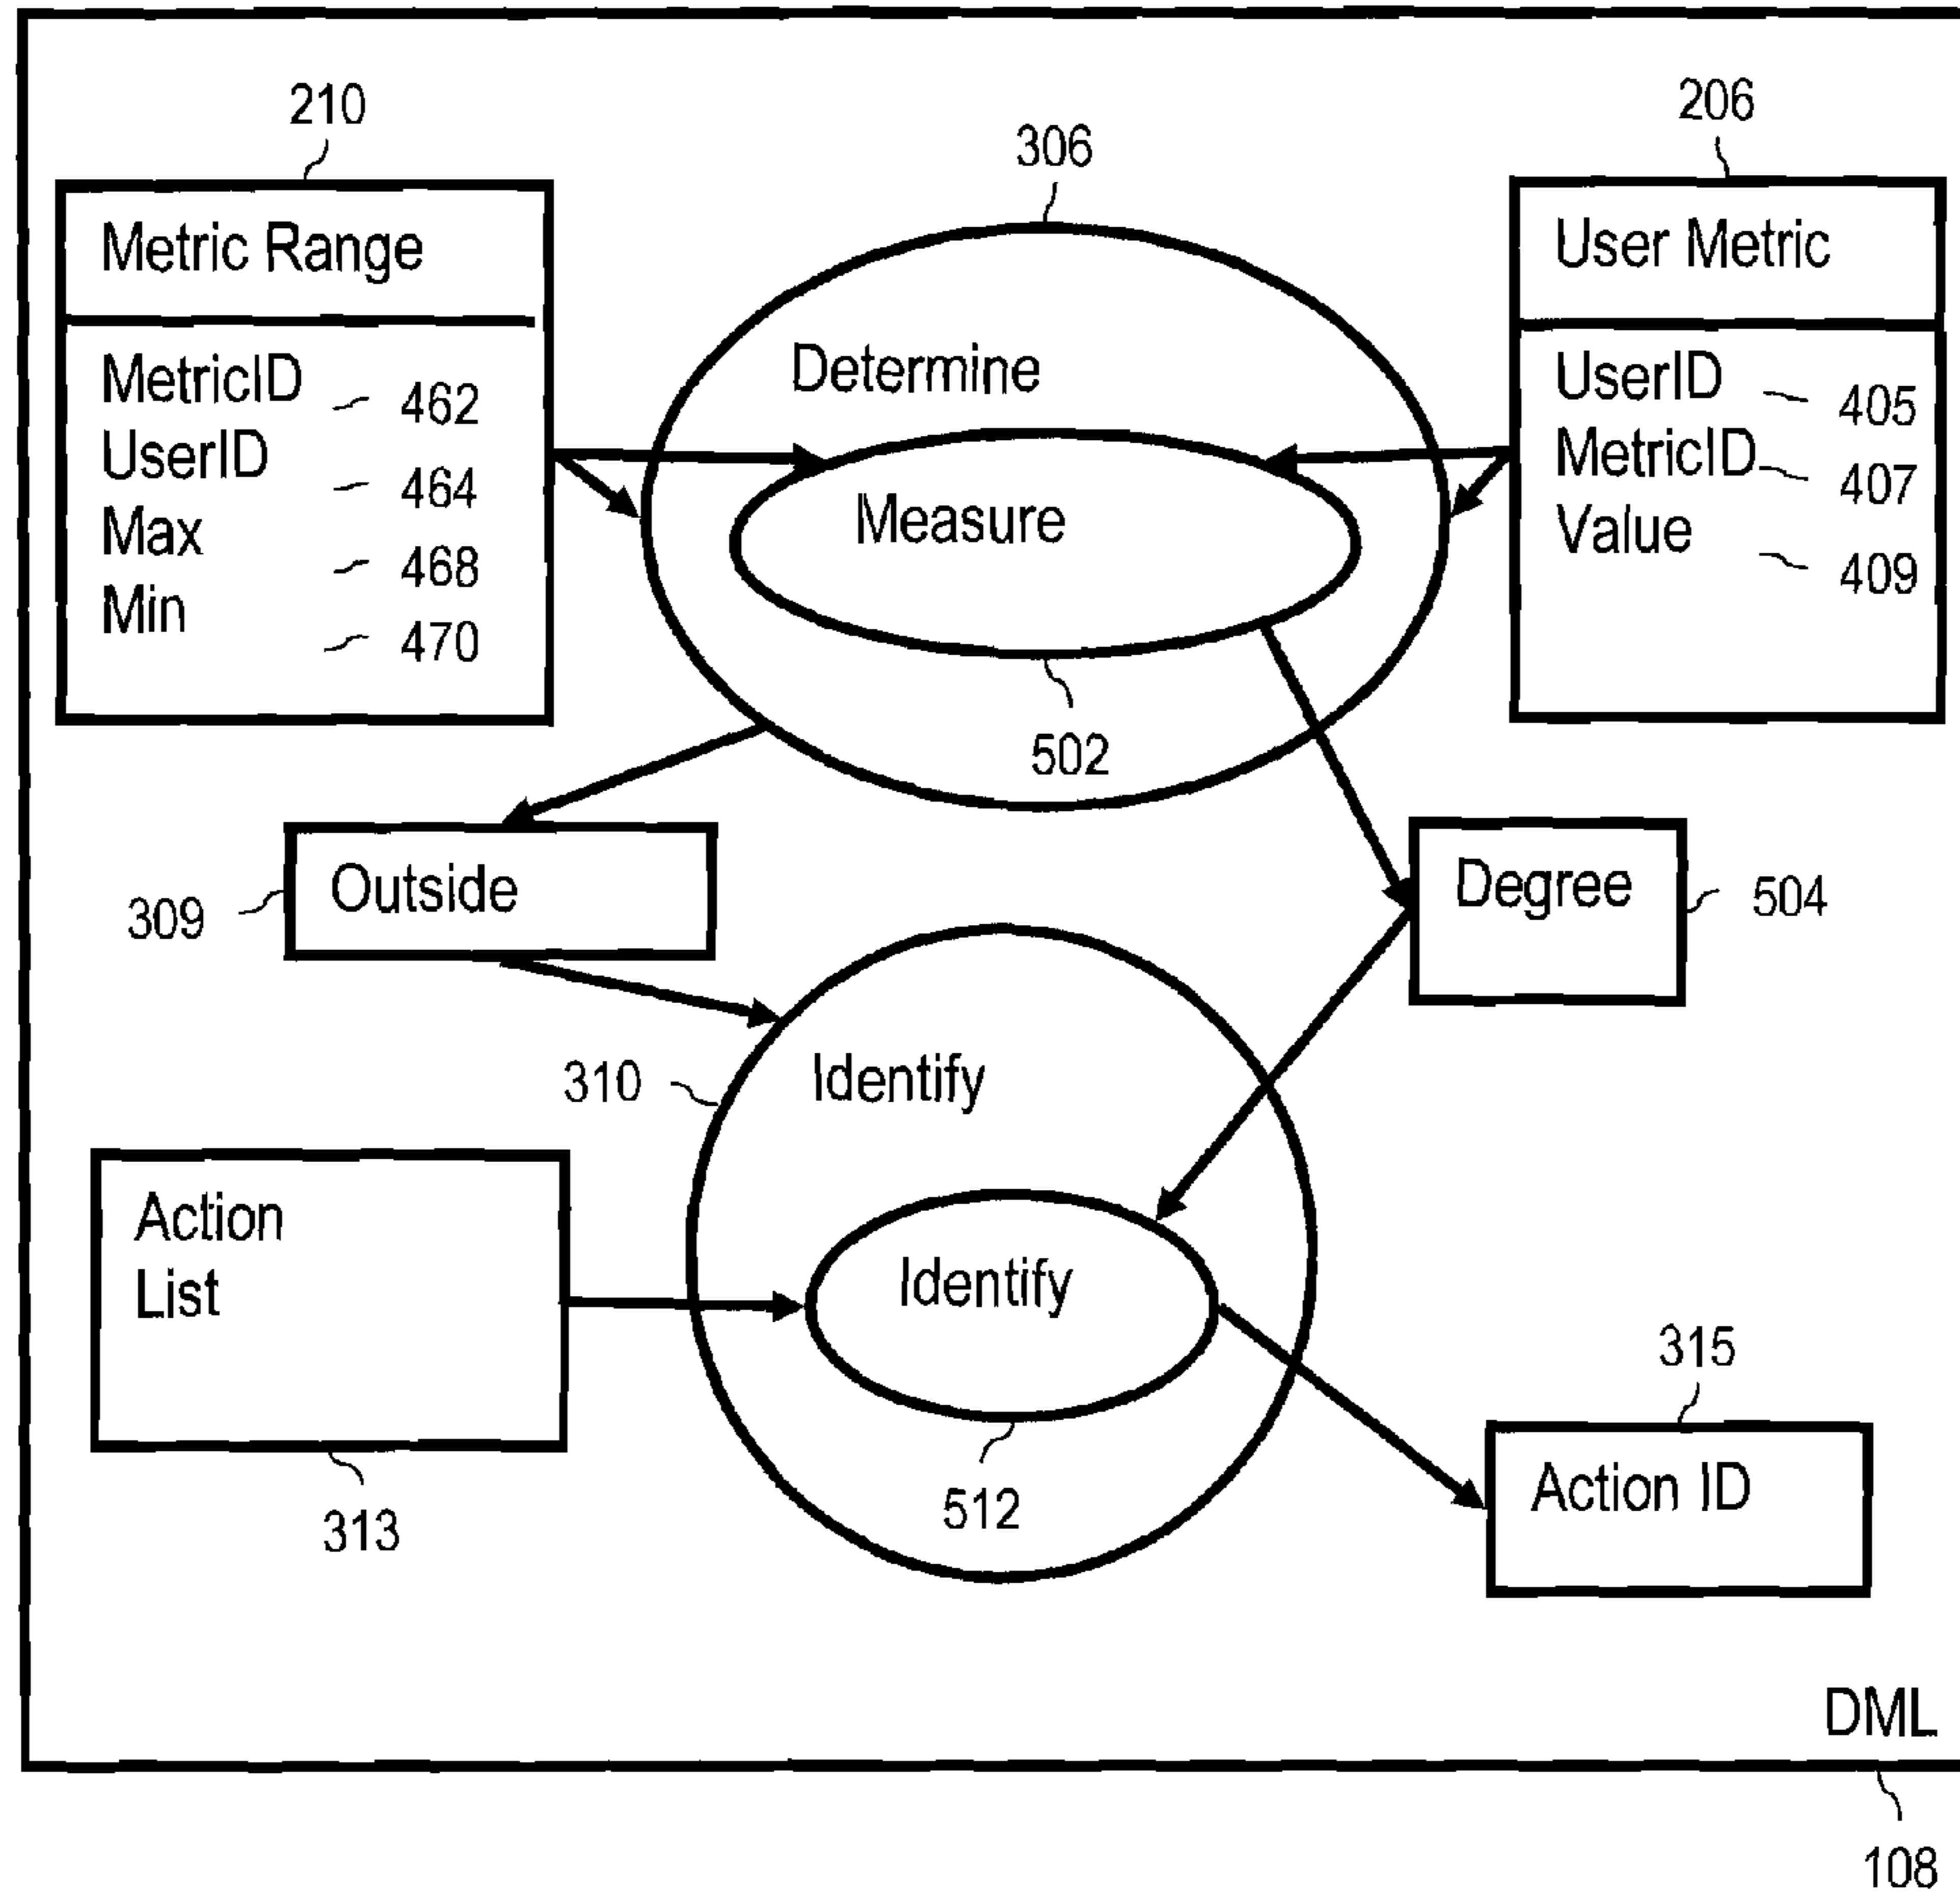 210
206
306
Metric Range
User Metric
MetricID
462
UserID
464
Max
468
Min
470
Determine
Measure
502
UserID
405
MetricID
407
Value
409
Outside
309
Degree
504
310
Identify
Action
List
313
Identify
512
315
Action ID
DML
108